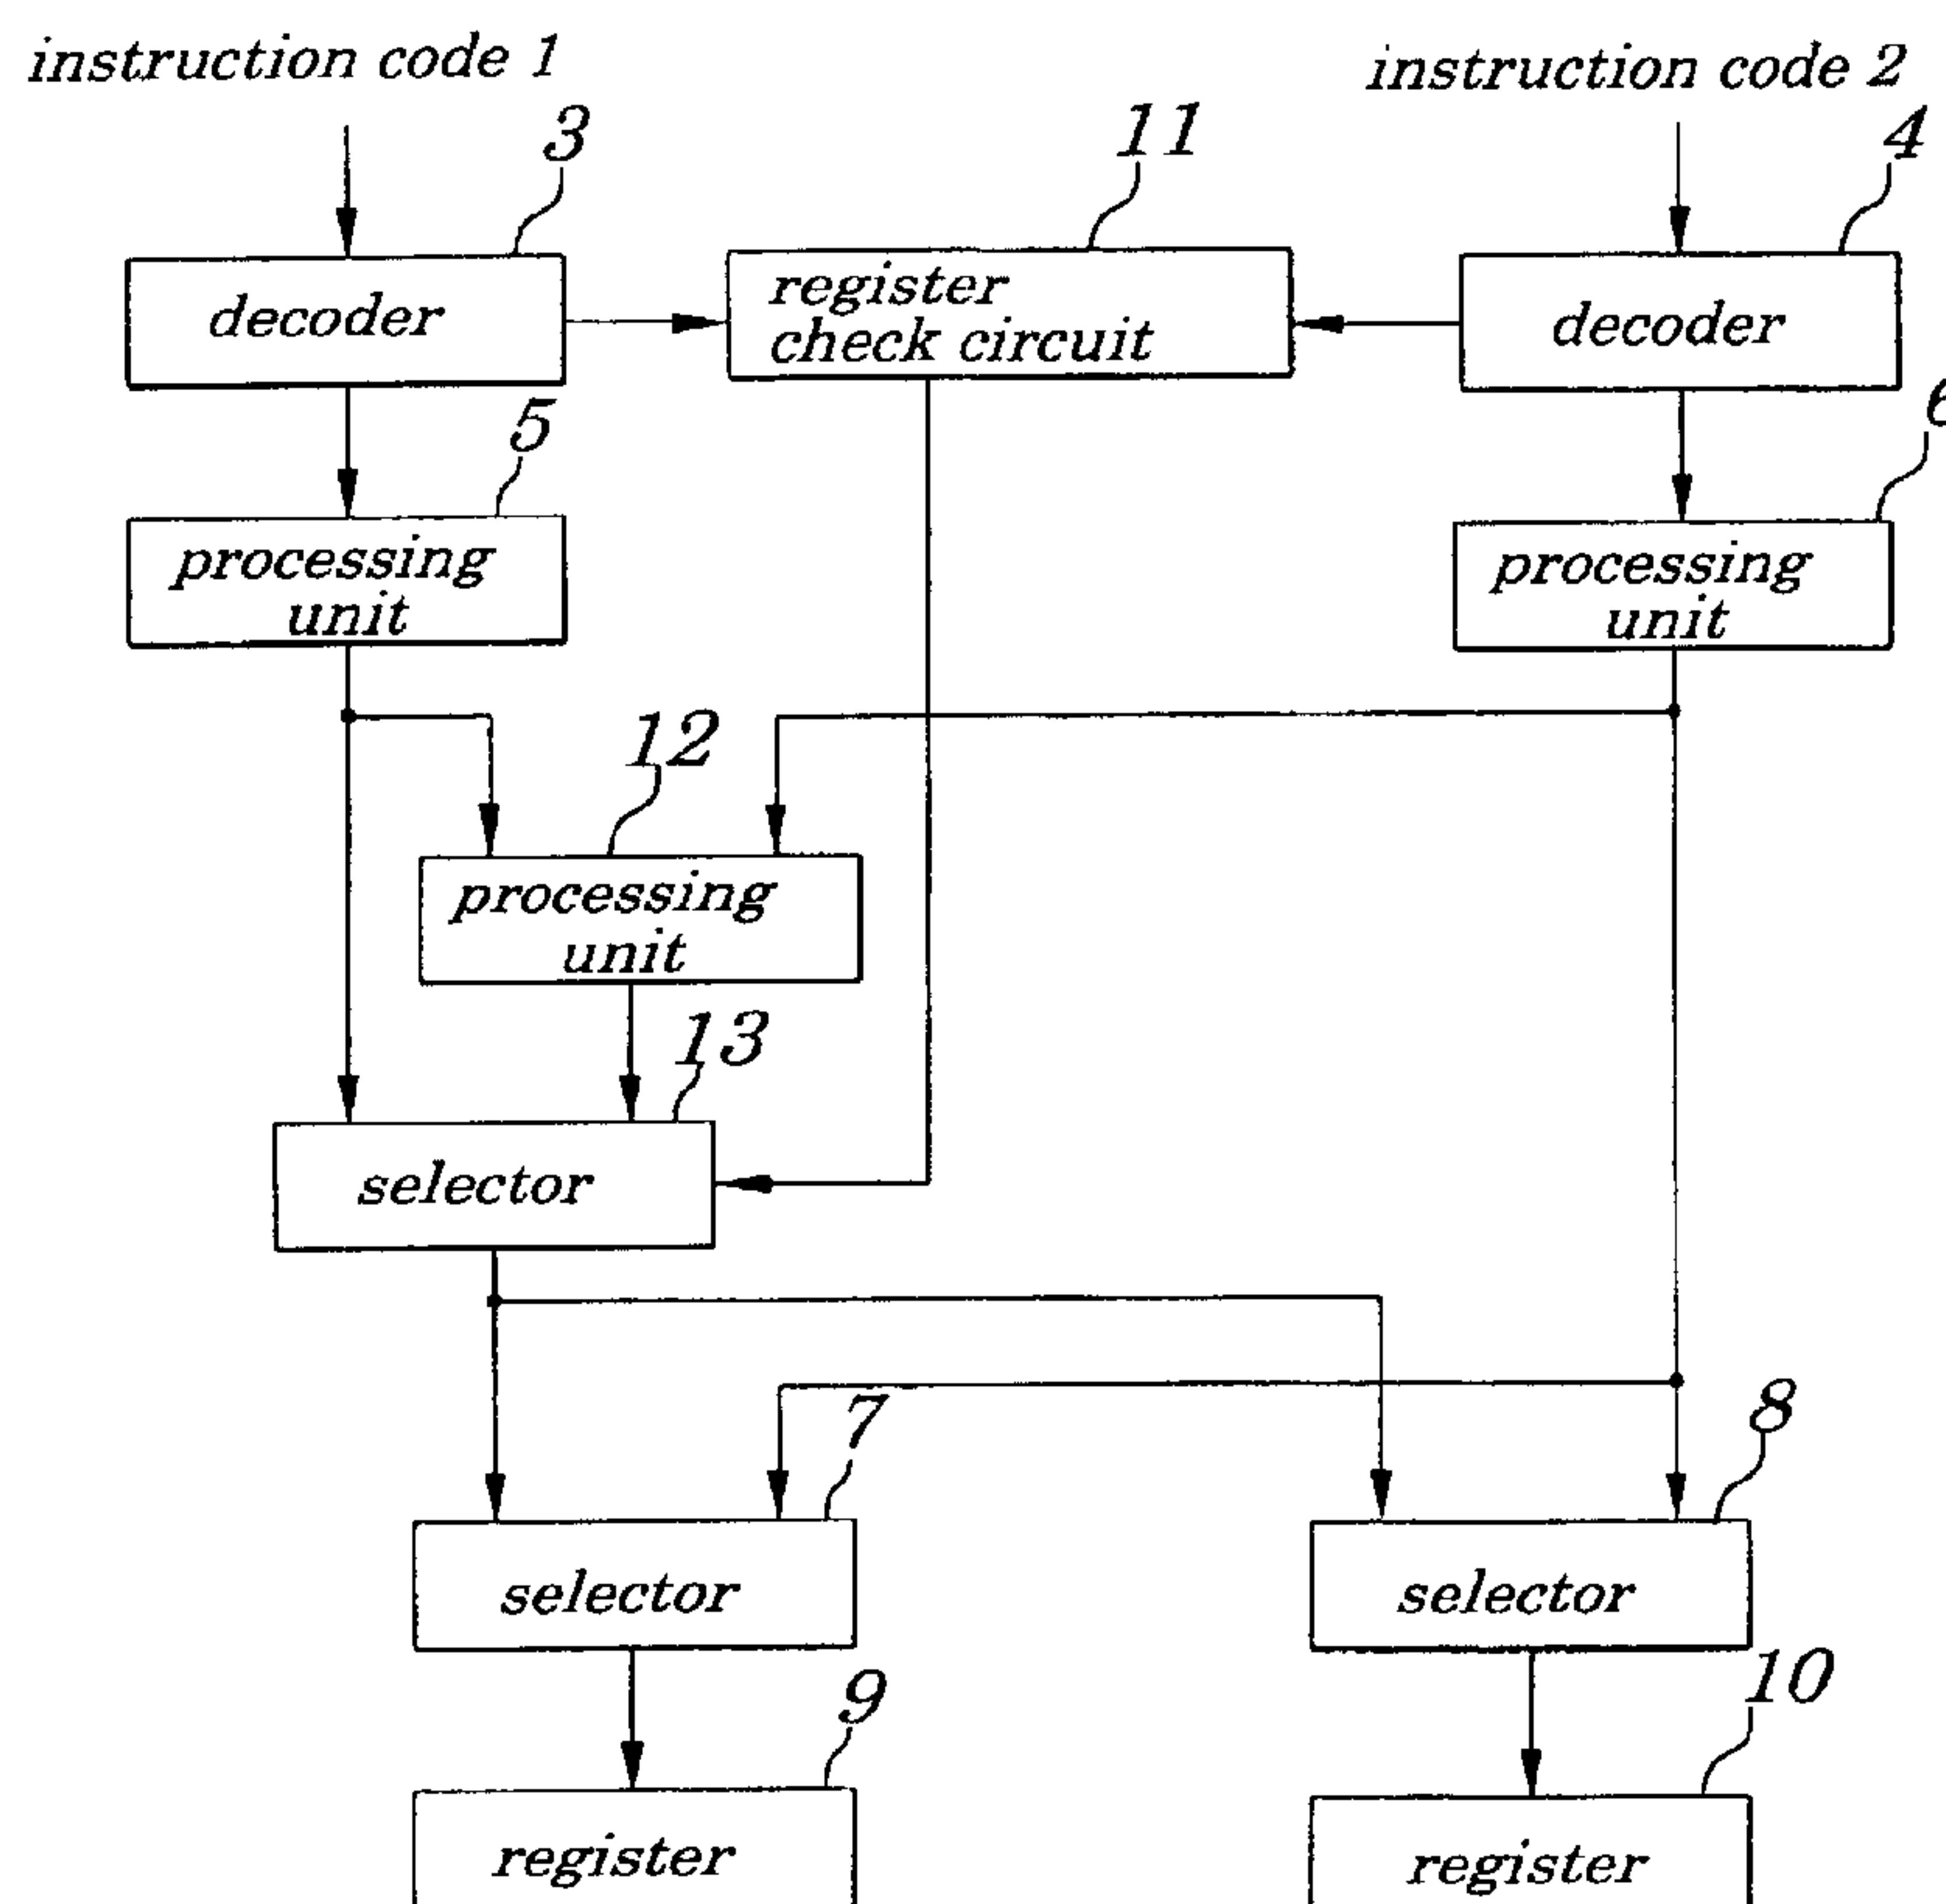 instruction code 1
instruction code 2
3
11
4
decoder
register
check circuit
decoder
5
6
processing
unit
processing
unit
12
processing
unit
13
selector
7
8
selector
selector
9
10
register
register